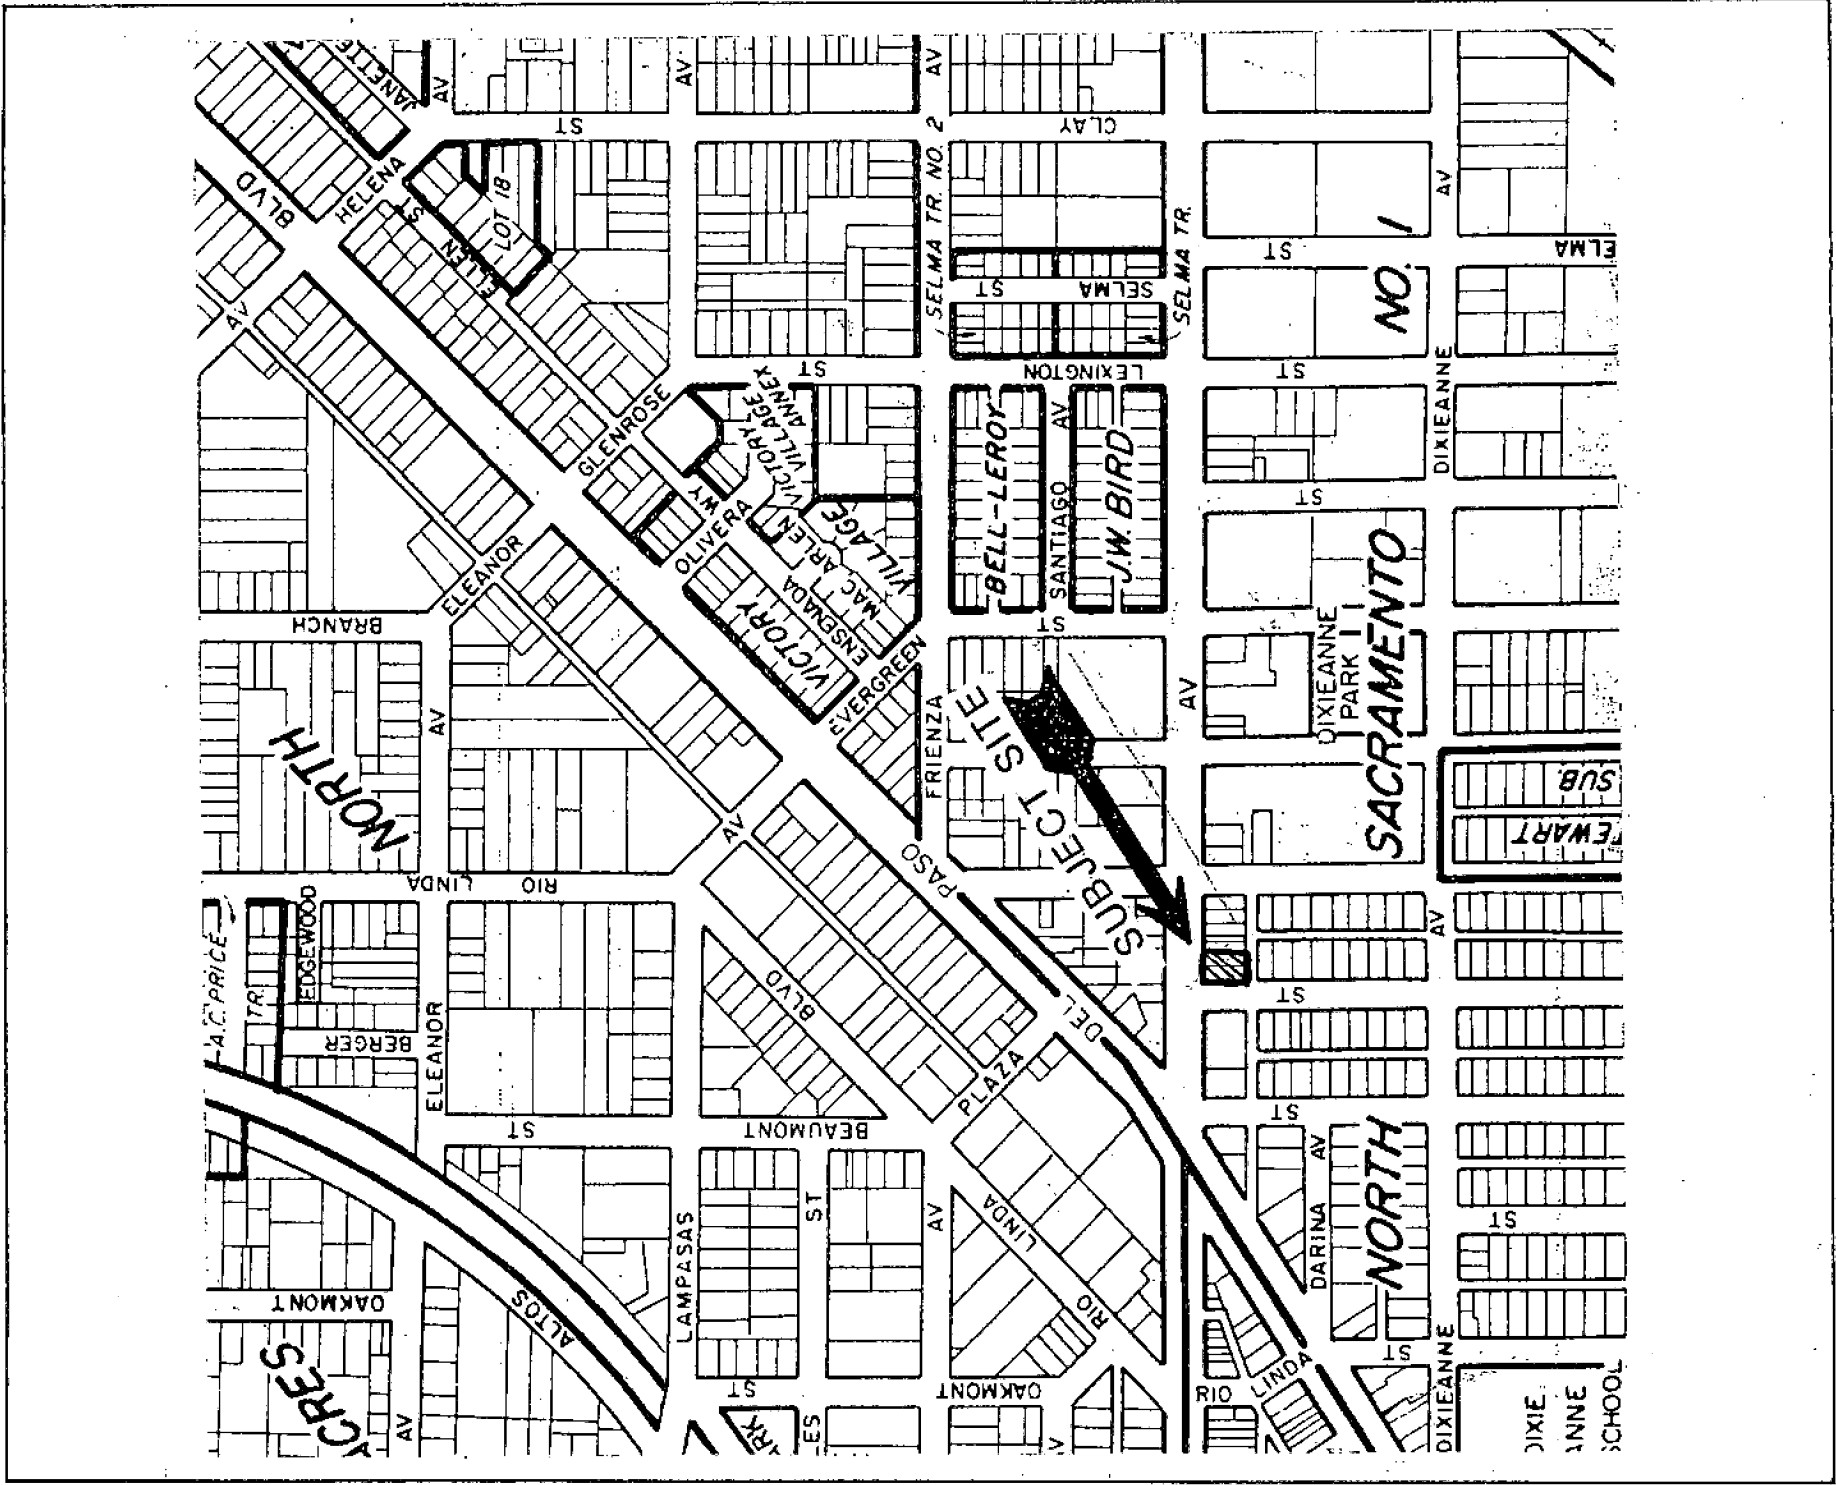 JANETTE
AV
AV
AV
ST
CLAY
BLVD
HELENA
ST
ELLEN
LOT 18
SELMA TR. NO. 2
SELMA TR.
ST
SELMA
AV
ST
ELMA
NO. 1
AV
ST
LEXINGTON
ST
DIXIEANNE
GLENROSE
VICTORY
VILLAGE
ANNEX
WY
OLIVERA
MAC ARLEN
VILLAGE
BELL-LEROY
SANTIAGO
AV
J.W. BIRD
ST
ELEANOR
BRANCH
ENSENADA
VICTORY
EVERGREEN
ST
DIXIEANNE
PARK
SACRAMENTO
NORTH
AV
FRIENZA
SUBJECT SITE
AV
SUB
TEWART
AV
PASO
LINDA
RIO
EDGEWOOD
A.C. PRICE
TR.
BERGER
ELEANOR
BLVD
DEL
AV
ST
PLAZA
ST
ST
BEAUMONT
ST
AV
LINDA
RIO
DARINA AV
NORTH
ST
LAMPASAS
OAKMONT
ALTOS
ACRES
AV
ST
OAKMONT
RIO
LINDA
ST
DIXIEANNE
ARK
ES
V
DIXIE
ANNE
SCHOOL